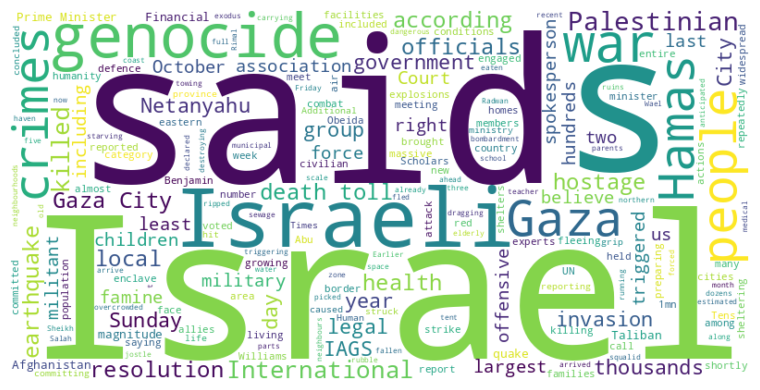 Prime Minister Financial exodus carrying facilities included dangerous conditions recent full Rimal according Palestinian
genocide October association engaged officials war last City widespread
concluded coast Friday eaten
said s
crimes humanity defence meet air government Court entire
now towing combat explosions spokesperson minister repeatedly
Netanyahu Obeida meeting Radwan Wael ruins anticipated
haven province Additional massive homes hundreds Hamas
killed starving eastern group members ministry bombardment people
five category declared destroying municipal week right brought country school two parents
including reported Benjamin force civilian Scholars new hostage actions
almost number scale already ahead three shelters believe
Gaza City death toll
neighbourhoods old ripped sewage Israeli Gaza teacher northern medical
least voted hit Times attack dragging red elderly fled
militant children triggering Abu experts fleeing grip us triggered forced
earthquake local growing health offensive UN held preparing many
committed population enclave military water Earlier zone border reporting cities month dozens estimated
famine area space year running 1mn
arrive overcrowded face day picked caused Human struck invasion sheltering among
Sunday magnitude allies life living tent legal strike killing Taliban along
Sheikh Salah saying parts neighbours fallen quake call squalid Tens
Afghanistan jostle Williams report rubble IAGS arrived families shortly
committing resolution International largest thousands
Israel